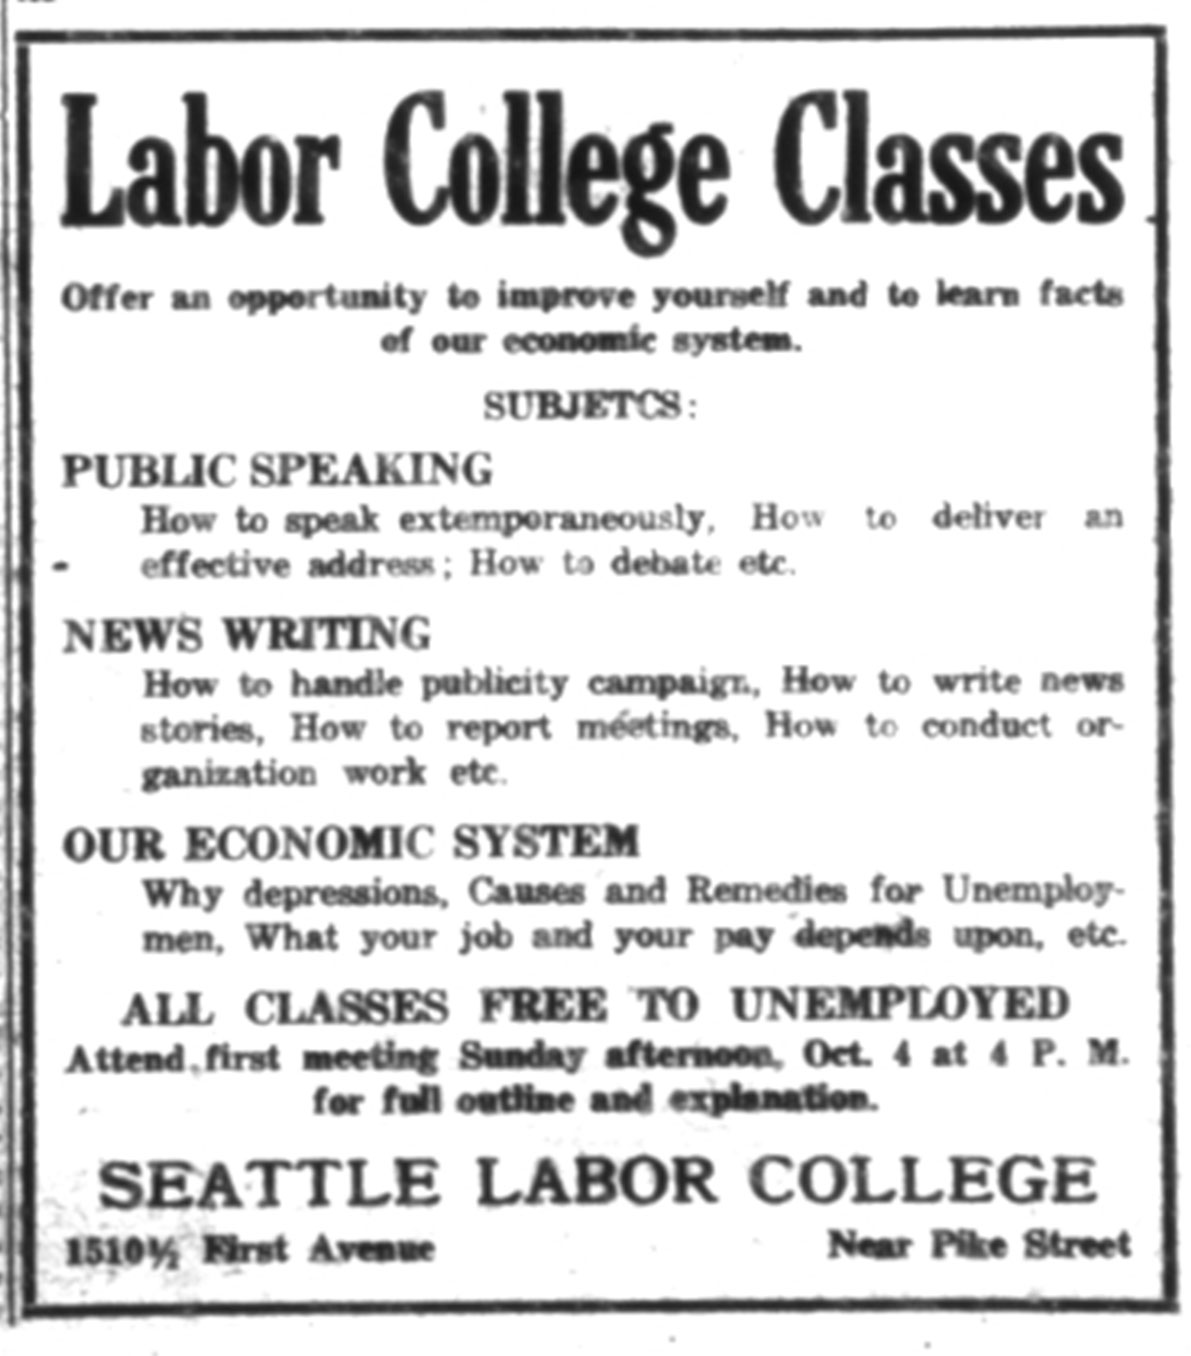 Labor College Classes
Offer an opportunity to improve yourself and to learn facts
of our economic system.
SUBJETCS:
PUBLIC SPEAKING
How to speak extemporaneously, How to deliver an
effective address; How to debate etc.
NEWS WRITING
How to handle publicity campaign, How to write news
stories, How to report meetings, How to conduct or-
ganization work etc.
OUR ECONOMIC SYSTEM
Why depressions, Causes and Remedies for Unemploy-
men, What your job and your pay depends upon, etc.
ALL CLASSES FREE TO UNEMPLOYED
Attend first meeting Sunday afternoon, Oct. 4 at 4 P. M.
for full outline and explanation.
SEATTLE LABOR COLLEGE
1510½ First Avenue Near Pike Street